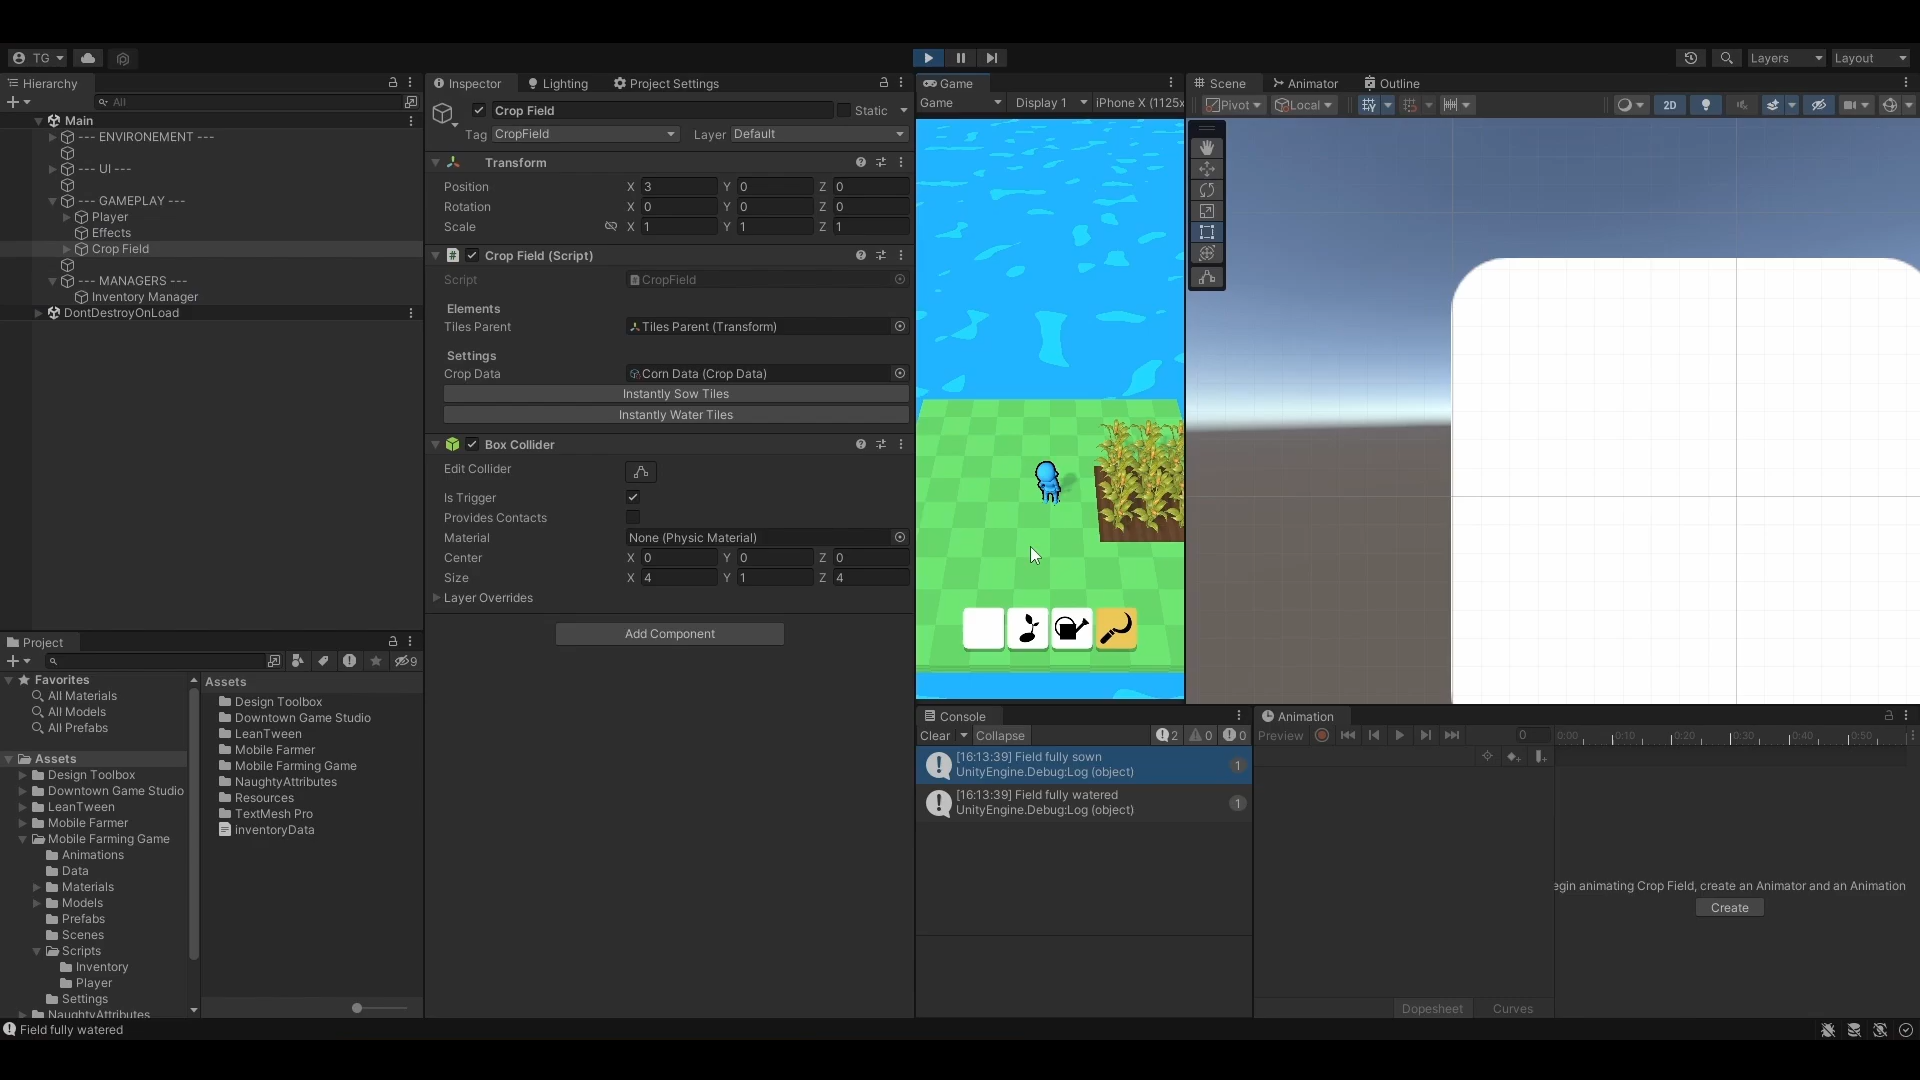 TG
Layers
Layout
Hierarchy
All
Main
--- ENVIRONEMENT ---
--- UI ---
--- GAMEPLAY ---
Player
Effects
Crop Field
--- MANAGERS ---
Inventory Manager
DontDestroyOnLoad
Inspector
Lighting
Project Settings
Crop Field
Static
Tag CropField
Layer Default
Transform
Position X 3 Y 0 Z 0
Rotation X 0 Y 0 Z 0
Scale X 1 Y 1 Z 1
Crop Field (Script)
Script CropField
Elements
Tiles Parent Tiles Parent (Transform)
Settings
Crop Data Corn Data (Crop Data)
Instantly Sow Tiles
Instantly Water Tiles
Box Collider
Edit Collider
Is Trigger
Provides Contacts
Material None (Physic Material)
Center X 0 Y 0 Z 0
Size X 4 Y 1 Z 4
Layer Overrides
Add Component
Game
Game Display 1 iPhone X (1125x
Scene
Animator
Outline
Pivot Local 2D
Project
9
Favorites
All Materials
All Models
All Prefabs
Assets
Design Toolbox
Downtown Game Studio
LeanTween
Mobile Farmer
Mobile Farming Game
Animations
Data
Materials
Models
Prefabs
Scenes
Scripts
Inventory
Player
Settings
NaughtyAttributes
Assets
Design Toolbox
Downtown Game Studio
LeanTween
Mobile Farmer
Mobile Farming Game
NaughtyAttributes
Resources
TextMesh Pro
inventoryData
Console
Clear Collapse 2 0 0
[16:13:39] Field fully sown
UnityEngine.Debug:Log (object)
1
[16:13:39] Field fully watered
UnityEngine.Debug:Log (object)
1
Animation
Preview 0
0:00 0:10 0:20 0:30 0:40 0:50
egin animating Crop Field, create an Animator and an Animation
Create
Dopesheet Curves
Field fully watered